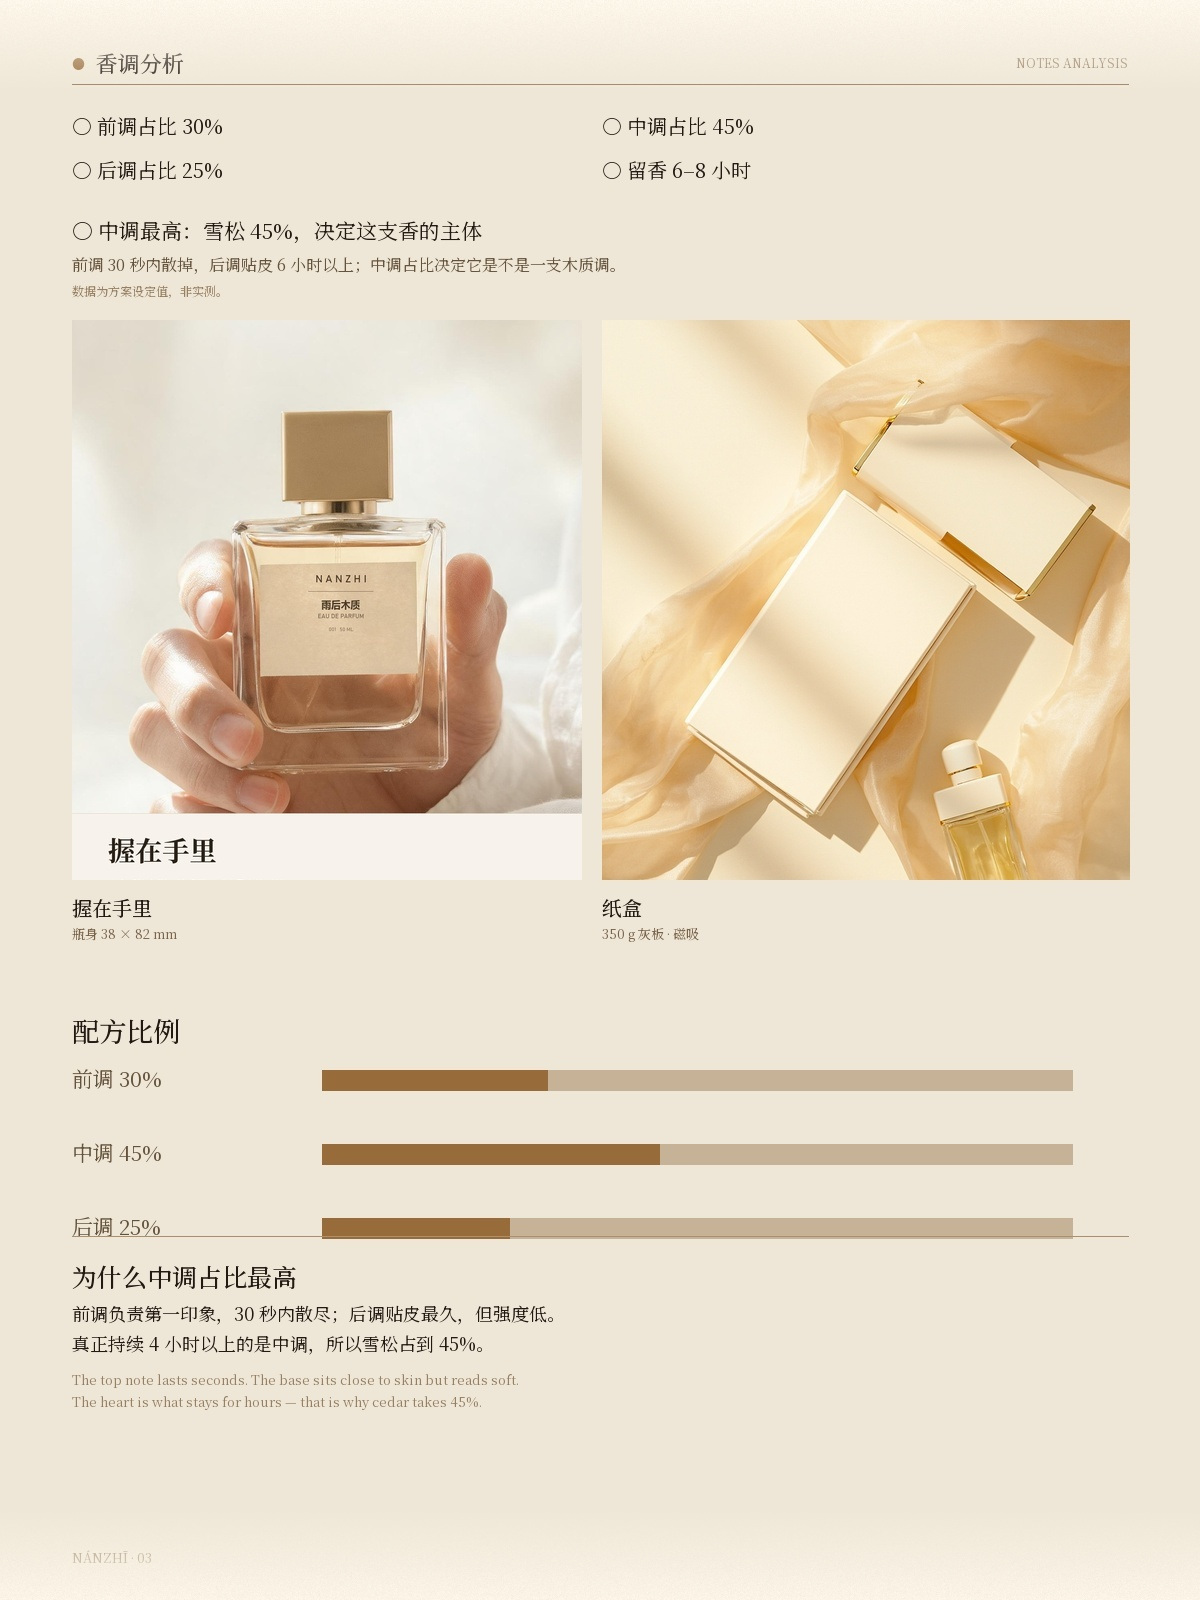 香调分析
NOTES ANALYSIS
○ 前调占比 30%
○ 中调占比 45%
○ 后调占比 25%
○ 留香 6–8 小时
○ 中调最高：雪松 45%，决定这支香的主体
前调 30 秒内散掉，后调贴皮 6 小时以上；中调占比决定它是不是一支木质调。
数据为方案设定值，非实测。
NANZHI
雨后木质
EAU DE PARFUM
50 ML
握在手里
握在手里
瓶身 38 × 82 mm
纸盒
350 g 灰板 · 磁吸
配方比例
前调 30%
中调 45%
后调 25%
为什么中调占比最高
前调负责第一印象，30 秒内散尽；后调贴皮最久，但强度低。
真正持续 4 小时以上的是中调，所以雪松占到 45%。
The top note lasts seconds. The base sits close to skin but reads soft.
The heart is what stays for hours — that is why cedar takes 45%.
NÁNZHĪ · 03